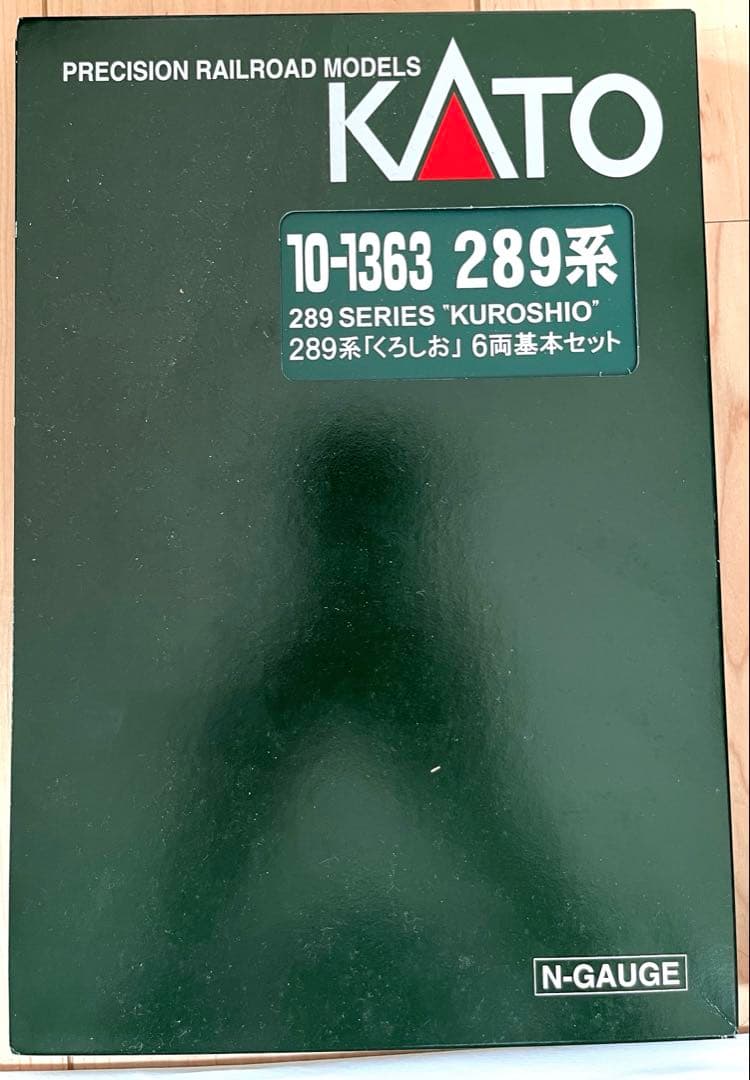 PRECISION RAILROAD MODELS
KATO
10-1363 289系
289 SERIES "KUROSHIO"
289系「くろしお」 6両基本セット
N-GAUGE